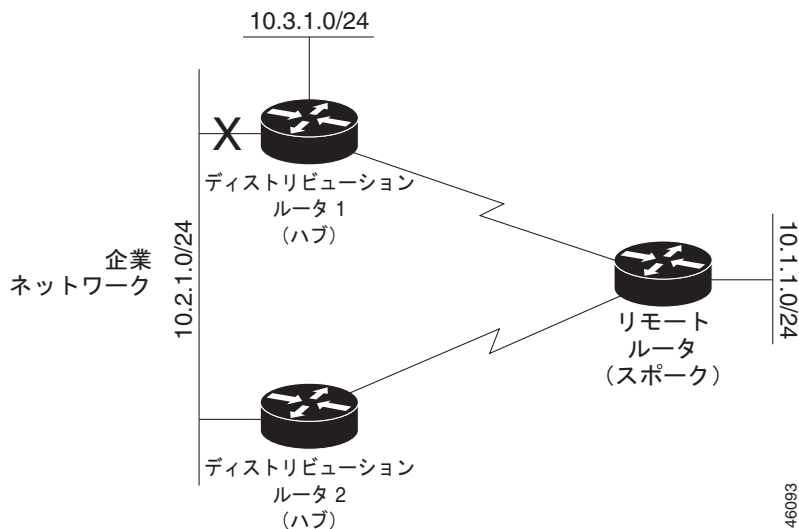 10.3.1.0/24
X
ディストリビューション
ルータ 1
（ハブ）
企業
ネットワーク
10.2.1.0/24
10.1.1.0/24
リモート
ルータ
（スポーク）
ディストリビューション
ルータ 2
（ハブ）
46093